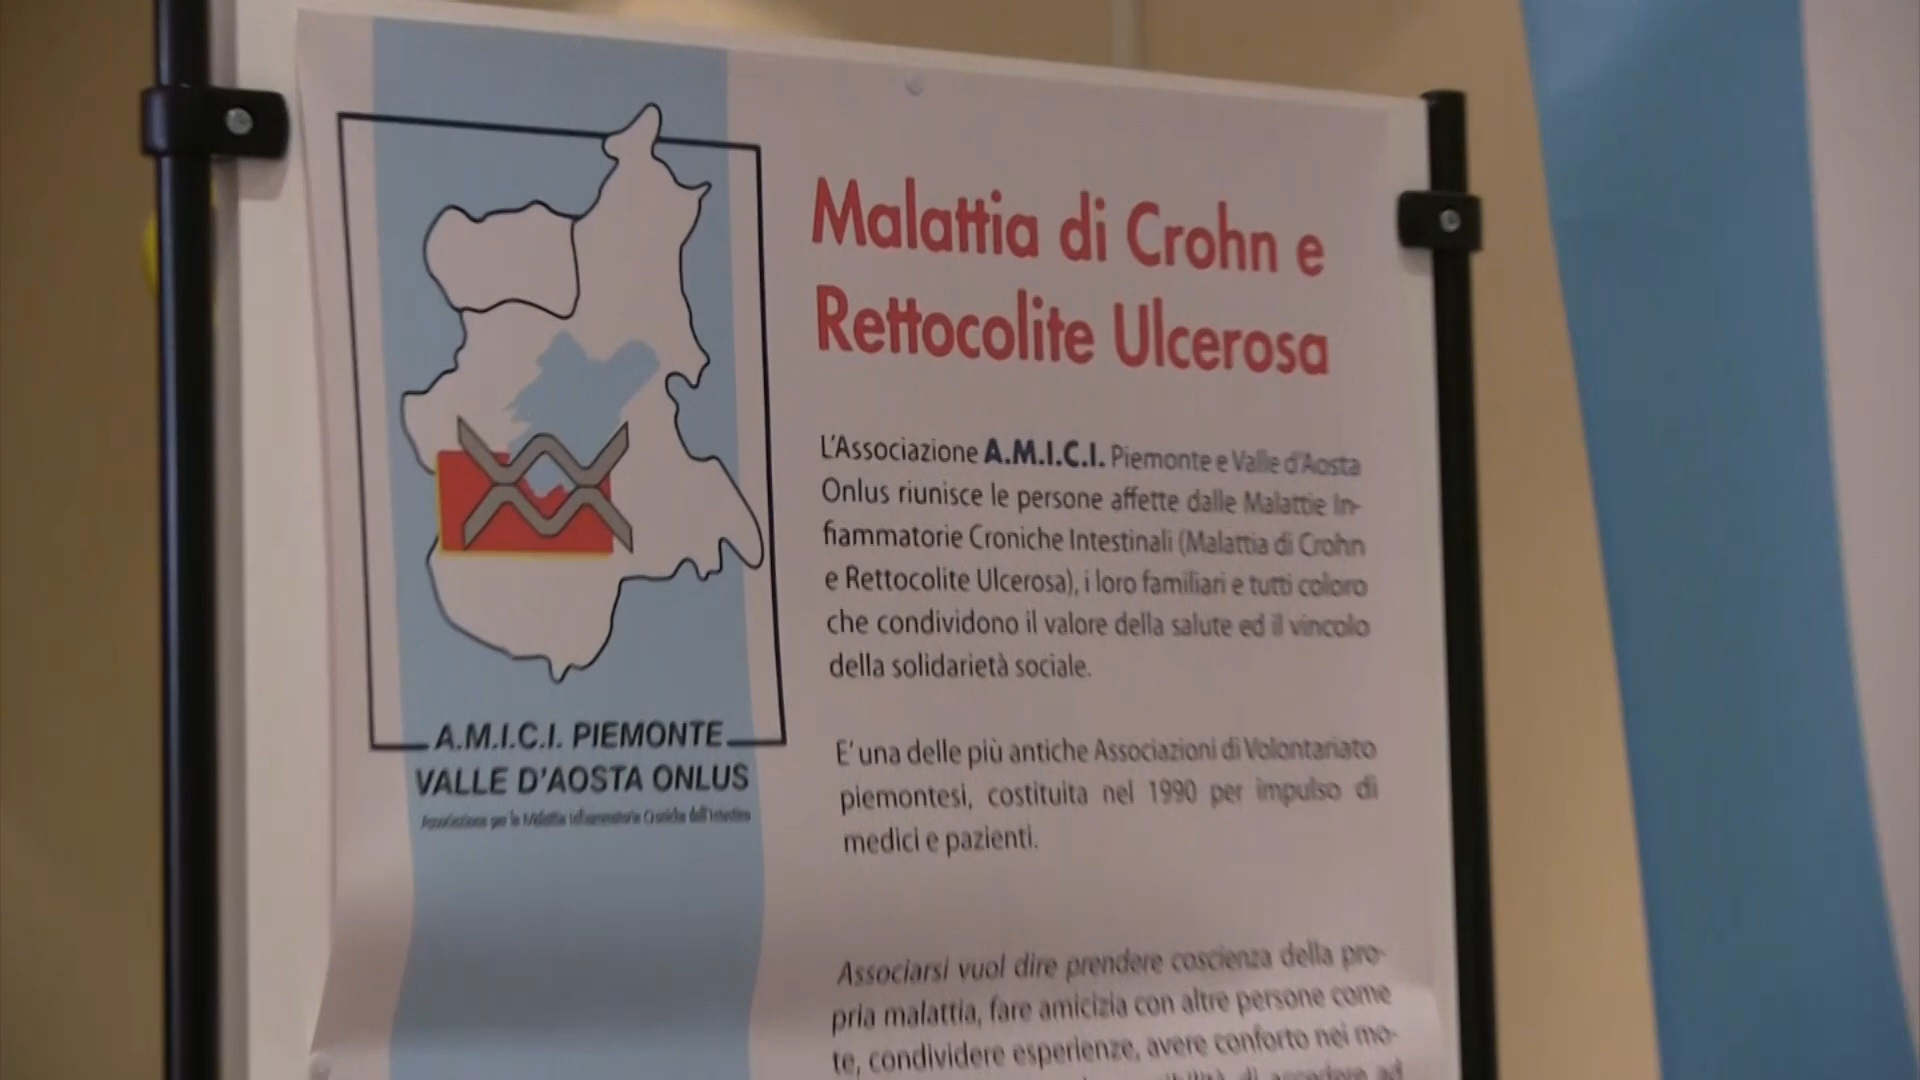 Malattia di Crohn e
Rettocolite Ulcerosa
L'Associazione A.M.I.C.I. Piemonte e Valle d'Aosta
Onlus riunisce le persone affette dalle Malattie In-
fiammatorie Croniche Intestinali (Malattia di Crohn
e Rettocolite Ulcerosa), i loro familiari e tutti coloro
che condividono il valore della salute ed il vincolo
della solidarietà sociale.
E' una delle più antiche Associazioni di Volontariato
piemontesi, costituita nel 1990 per impulso di
medici e pazienti.
Associarsi vuol dire prendere coscienza della pro-
pria malattia, fare amicizia con altre persone come
te, condividere esperienze, avere conforto nei mo-
di accedere ad
A.M.I.C.I. PIEMONTE
VALLE D'AOSTA ONLUS
Associazione per le Malattie Infiammatorie Croniche dell'Intestino